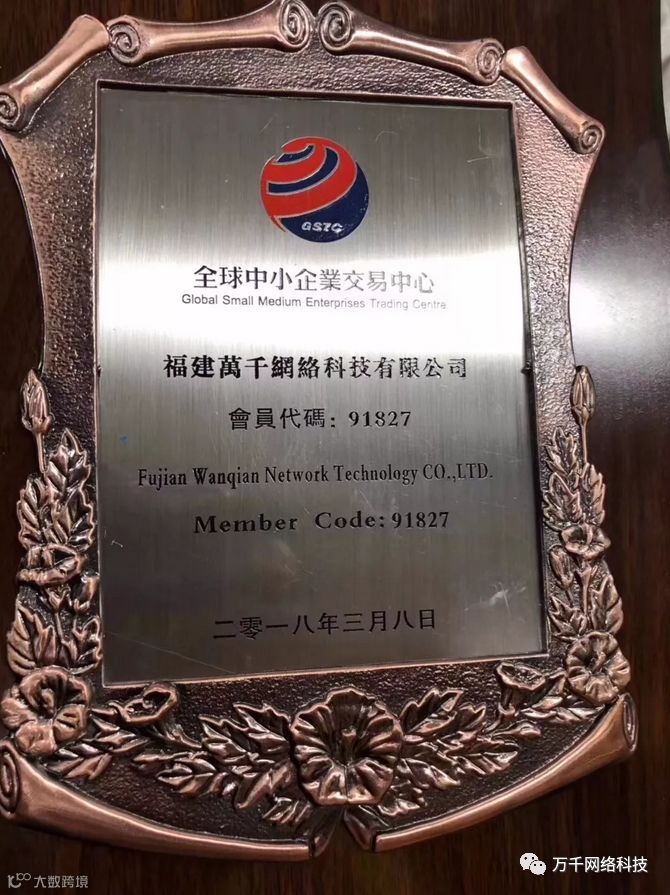 GSTC
全球中小企業交易中心
Global Small Medium Enterprises Trading Centre
福建萬千網絡科技有限公司
會員代碼: 91827
Fujian Wanqian Network Technology CO.,LTD.
Member Code:91827
二零一八年三月八日
万千网络科技
大数跨境